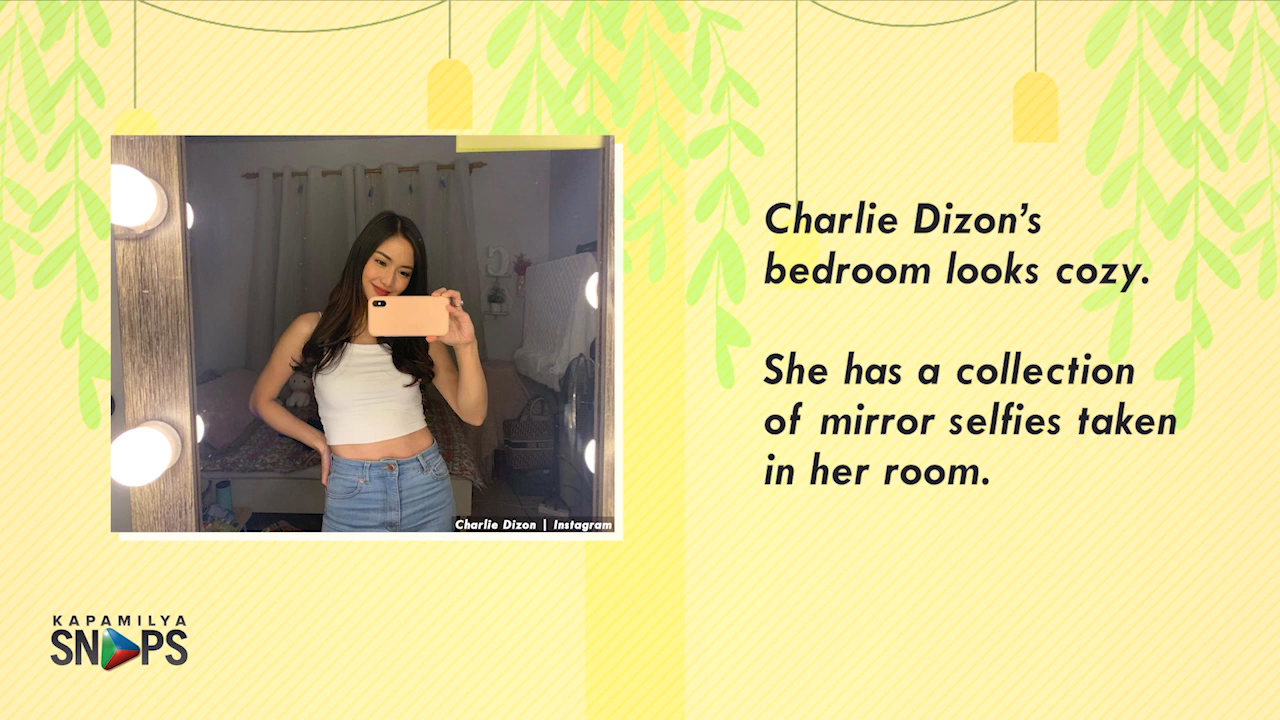 Charlie Dizon's
bedroom looks cozy.
She has a collection
of mirror selfies taken
in her room.
Charlie Dizon | Instagram
KAPAMILYA
SNAPS